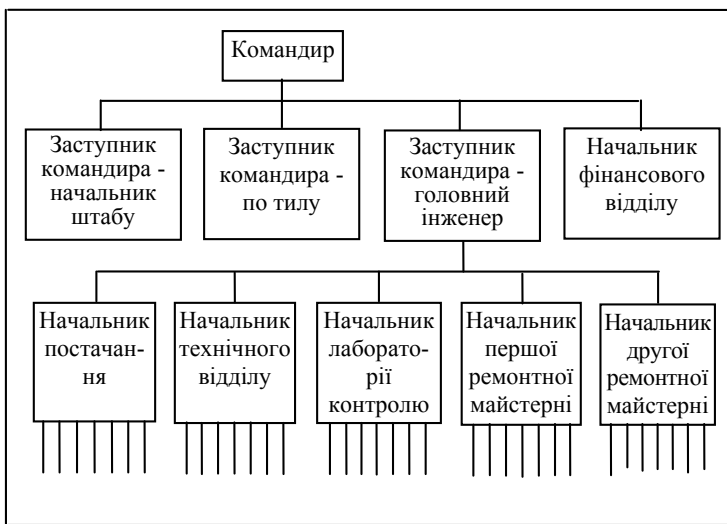 Командир
Заступник
командира -
начальник
штабу
Заступник
командира -
по тилу
Заступник
командира -
головний
інженер
Начальник
фінансового
відділу
Начальник
постачан-
ня
Начальник
технічного
відділу
Начальник
лаборато-
рії
контролю
Начальник
першої
ремонтної
майстерні
Начальник
другої
ремонтної
майстерні